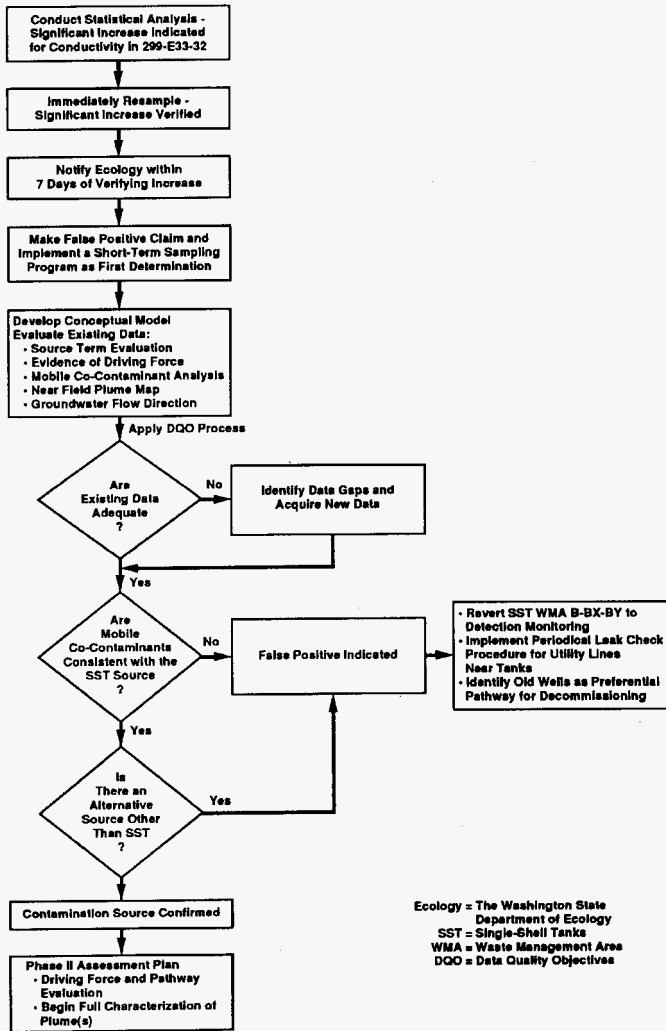 Conduct Statistical Analysis -
Significant Increase Indicated
for Conductivity in 299-E33-32
Immediately Resample -
Significant Increase Verified
Notify Ecology within
7 Days of Verifying Increase
Make False Positive Claim and
Implement a Short-Term Sampling
Program as First Determination
Develop Conceptual Model
Evaluate Existing Data:
• Source Term Evaluation
• Evidence of Driving Force
• Mobile Co-Contaminant Analysis
• Near Field Plume Map
• Groundwater Flow Direction
Apply DQO Process
Are
Existing Data
Adequate
?
No
Identify Data Gaps and
Acquire New Data
Yes
Are
Mobile
Co-Contaminants
Consistent with the
SST Source
?
No
False Positive Indicated
• Revert SST WMA B-BX-BY to
Detection Monitoring
• Implement Periodical Leak Check
Procedure for Utility Lines
Near Tanks
• Identify Old Wells as Preferential
Pathway for Decommissioning
Yes
Is
There an
Alternative
Source Other
Than SST
?
Yes
Contamination Source Confirmed
Phase II Assessment Plan
• Driving Force and Pathway
Evaluation
• Begin Full Characterization of
Plume(s)
Ecology = The Washington State
Department of Ecology
SST = Single-Shell Tanks
WMA = Waste Management Area
DQO = Data Quality Objectives